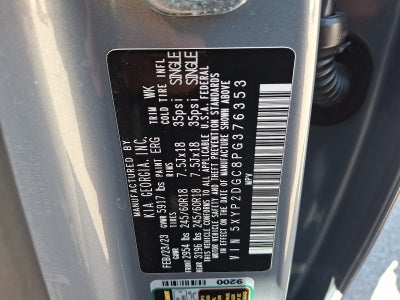 MANUFACTURED BY
KIA GEORGIA, INC.
FEB/23/23 GVWR 5917 lbs PAINT ERG TRIM WK
GAWR TIRES RIMS COLD TIRE INFL
FRONT 2954 lbs 245/60R18 7.5Jx18 35psi SINGLE
REAR 3196 lbs 245/60R18 7.5Jx18 35psi SINGLE
THIS VEHICLE CONFORMS TO ALL APPLICABLE U.S.A. FEDERAL
MOTOR VEHICLE SAFETY AND THEFT PREVENTION STANDARDS
IN EFFECT ON THE DATE OF MANUFACTURE SHOWN ABOVE
VIN 5XYP2DGC8PG376353
MPV
9200